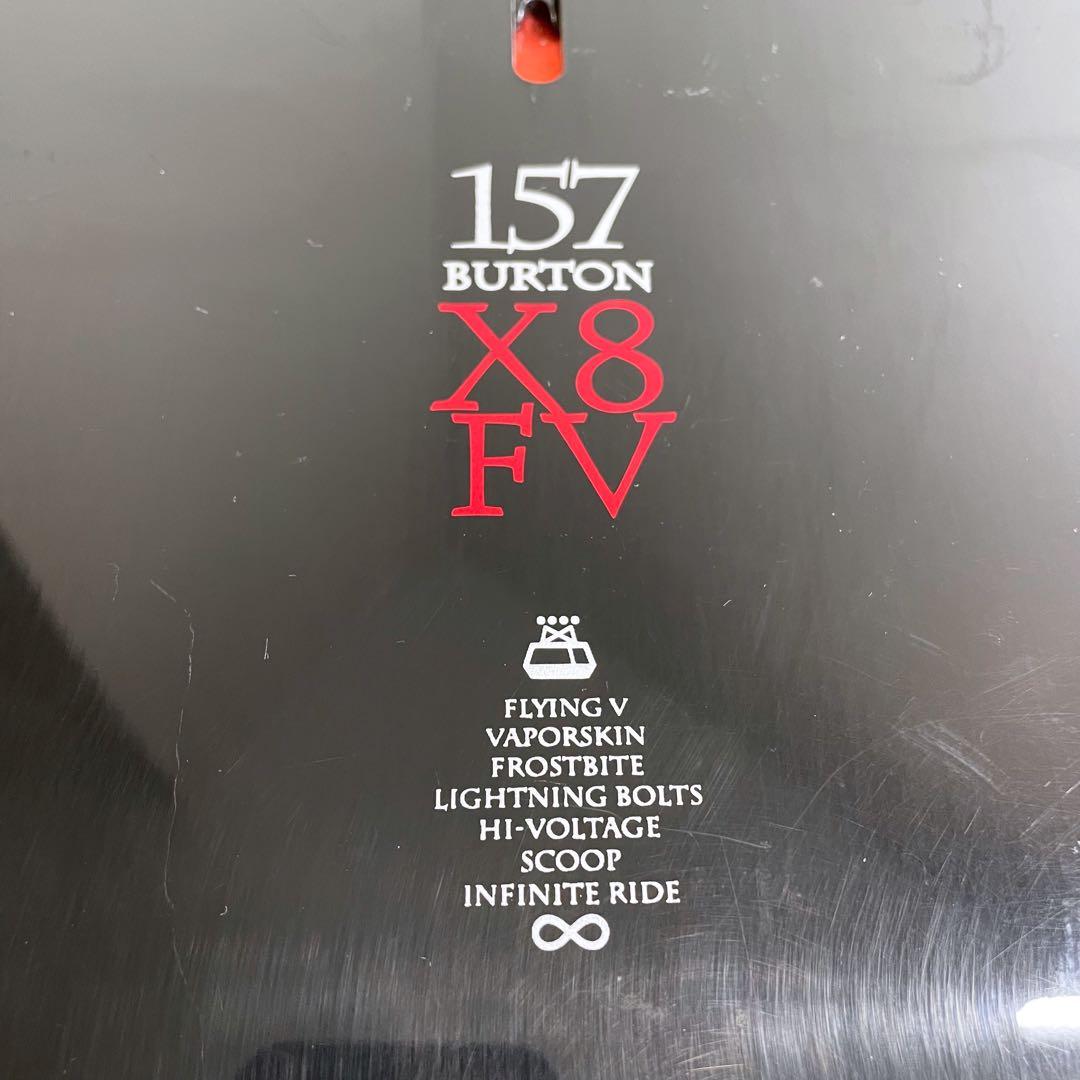 157
BURTON
X8
FV
FLYING V
VAPORSKIN
FROSTBITE
LIGHTNING BOLTS
HI-VOLTAGE
SCOOP
INFINITE RIDE